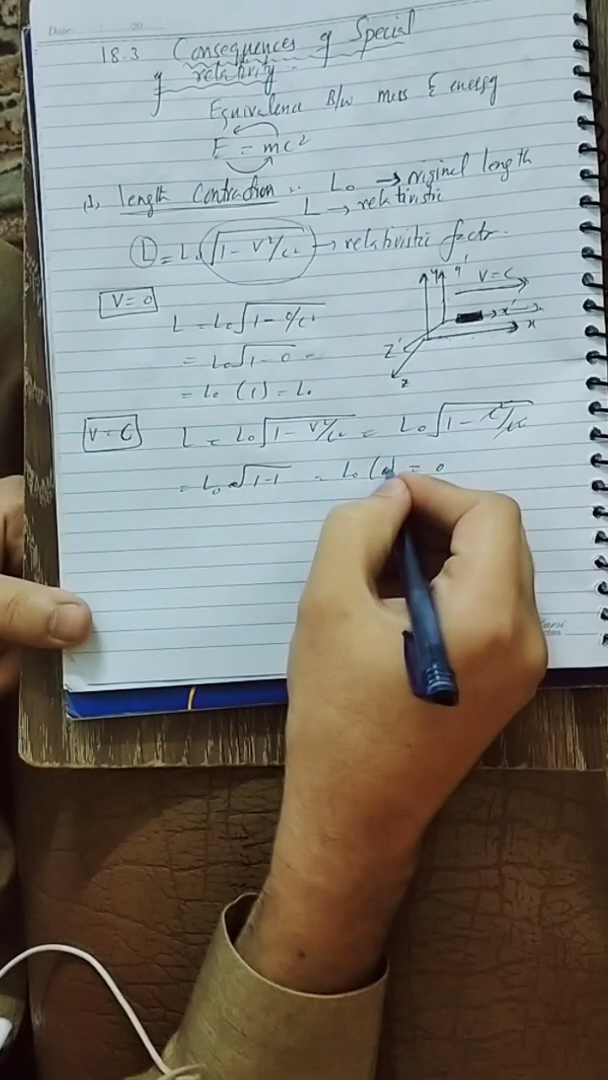 Date: /20
18.3 Consequences of Special
relativity
Equivalence B/w mass & energy
E = mc²
(1) length Contraction :. L₀ → original length
L → relativistic
L = L₀ √1 - V²/c² → relativistic factor.
V = 0
L = L₀ √1 - 0/c²
= L₀ √1 - 0
= L₀ (1) = L₀
y y' V = c
x' x
z' z
V = C
L = L₀ √1 - V²/c² = L₀ √1 - c²/c²
= L₀ √1-1 = L₀ (0) = 0